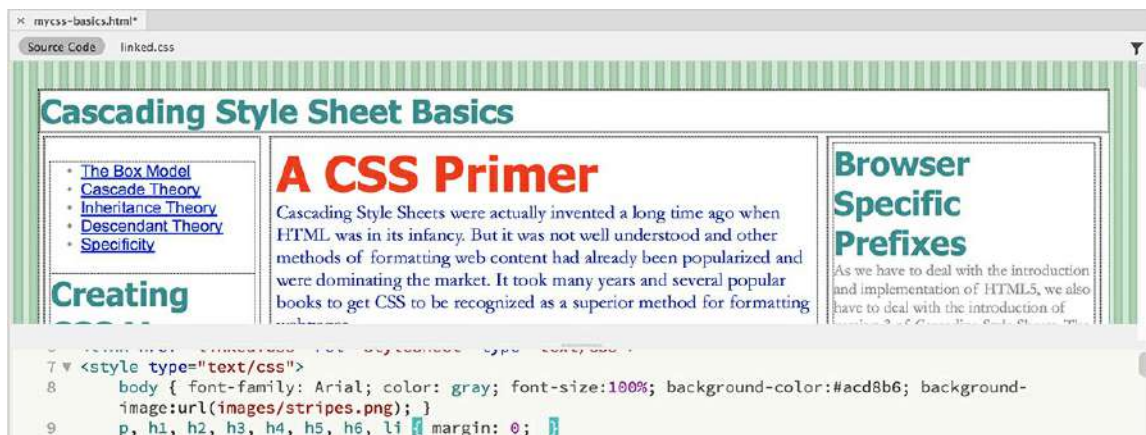 × mycss-basics.html*
Source Code linked.css
Cascading Style Sheet Basics
• The Box Model
• Cascade Theory
• Inheritance Theory
• Descendant Theory
• Specificity
Creating
A CSS Primer
Cascading Style Sheets were actually invented a long time ago when
HTML was in its infancy. But it was not well understood and other
methods of formatting web content had already been popularized and
were dominating the market. It took many years and several popular
books to get CSS to be recognized as a superior method for formatting
Browser
Specific
Prefixes
As we have to deal with the introduction
and implementation of HTML5, we also
have to deal with the introduction of
7 <style type="text/css">
8 body { font-family: Arial; color: gray; font-size:100%; background-color:#acd8b6; background-
image:url(images/stripes.png); }
9 p, h1, h2, h3, h4, h5, h6, li { margin: 0; }